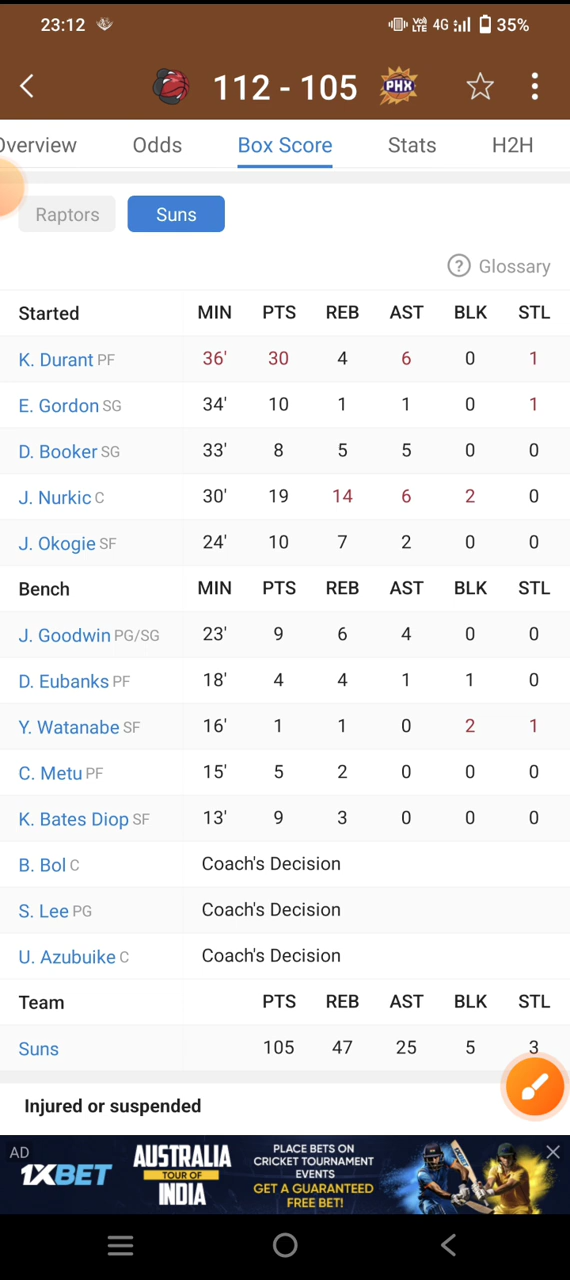 23:12 Vo) LTE 4G 35%
112 - 105 PHX
Overview Odds Box Score Stats H2H
Raptors Suns
? Glossary
Started MIN PTS REB AST BLK STL
K. Durant PF 36' 30 4 6 0 1
E. Gordon SG 34' 10 1 1 0 1
D. Booker SG 33' 8 5 5 0 0
J. Nurkic C 30' 19 14 6 2 0
J. Okogie SF 24' 10 7 2 0 0
Bench MIN PTS REB AST BLK STL
J. Goodwin PG/SG 23' 9 6 4 0 0
D. Eubanks PF 18' 4 4 1 1 0
Y. Watanabe SF 16' 1 1 0 2 1
C. Metu PF 15' 5 2 0 0 0
K. Bates Diop SF 13' 9 3 0 0 0
B. Bol C Coach's Decision
S. Lee PG Coach's Decision
U. Azubuike C Coach's Decision
Team PTS REB AST BLK STL
Suns 105 47 25 5 3
Injured or suspended
AD
1XBET
AUSTRALIA
TOUR OF
INDIA
PLACE BETS ON
CRICKET TOURNAMENT
EVENTS
GET A GUARANTEED
FREE BET!